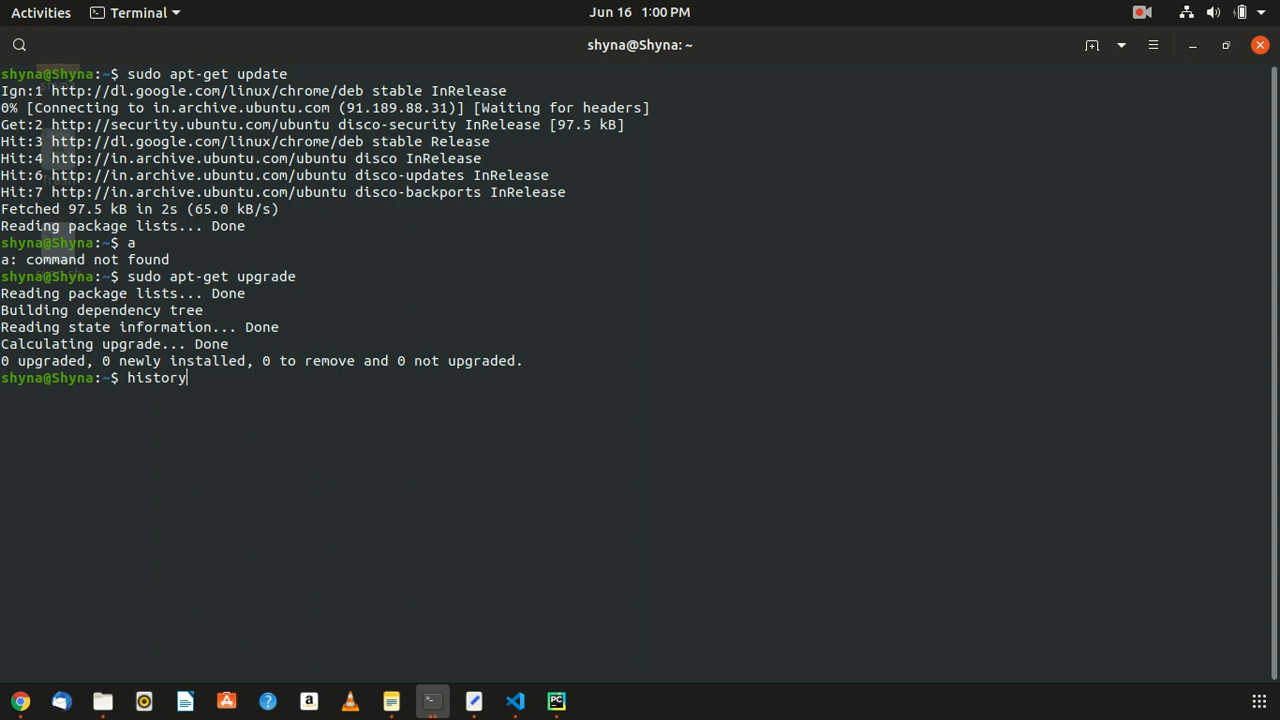 Activities Terminal Jun 16 1:00 PM
shyna@Shyna: ~
shyna@Shyna:~$ sudo apt-get update
Ign:1 http://dl.google.com/linux/chrome/deb stable InRelease
0% [Connecting to in.archive.ubuntu.com (91.189.88.31)] [Waiting for headers]
Get:2 http://security.ubuntu.com/ubuntu disco-security InRelease [97.5 kB]
Hit:3 http://dl.google.com/linux/chrome/deb stable Release
Hit:4 http://in.archive.ubuntu.com/ubuntu disco InRelease
Hit:6 http://in.archive.ubuntu.com/ubuntu disco-updates InRelease
Hit:7 http://in.archive.ubuntu.com/ubuntu disco-backports InRelease
Fetched 97.5 kB in 2s (65.0 kB/s)
Reading package lists... Done
shyna@Shyna:~$ a
a: command not found
shyna@Shyna:~$ sudo apt-get upgrade
Reading package lists... Done
Building dependency tree
Reading state information... Done
Calculating upgrade... Done
0 upgraded, 0 newly installed, 0 to remove and 0 not upgraded.
shyna@Shyna:~$ history